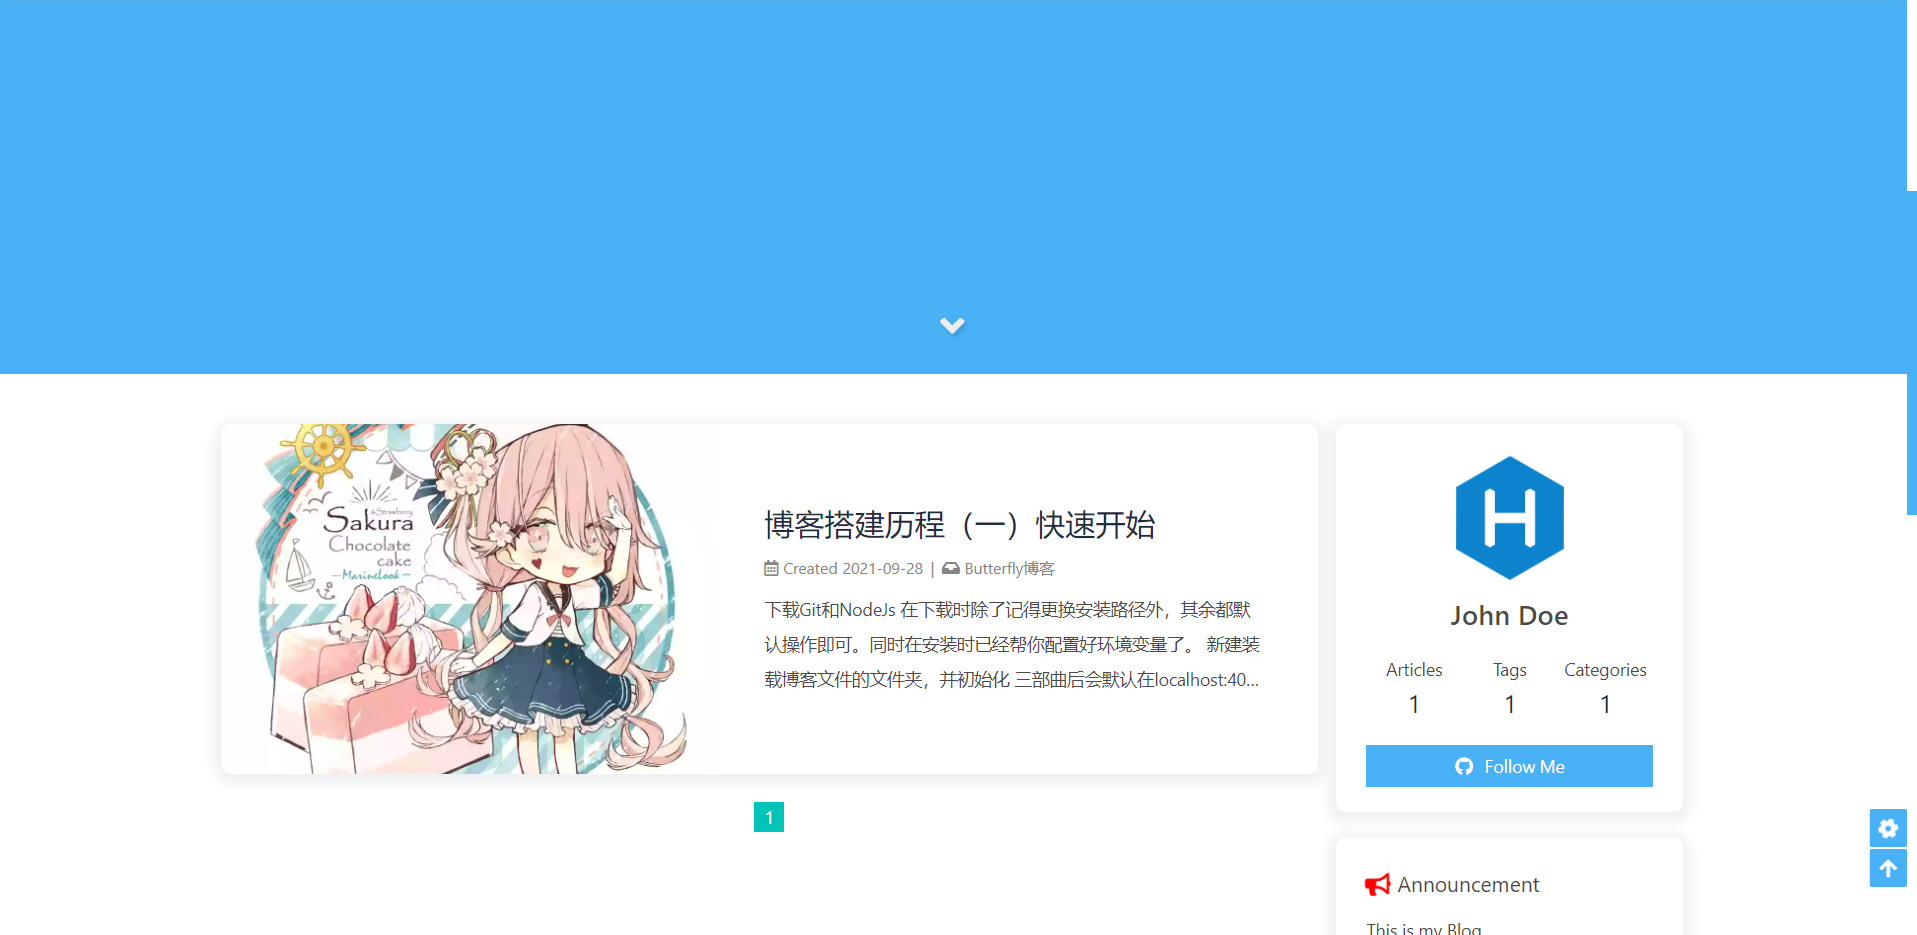 & Strawberry
Sakura
Chocolate
cake
MarineLook
博客搭建历程（一）快速开始
Created 2021-09-28 | Butterfly博客
下载Git和NodeJs 在下载时除了记得更换安装路径外，其余都默
认操作即可。同时在安装时已经帮你配置好环境变量了。 新建装
载博客文件的文件夹，并初始化 三部曲后会默认在localhost:40...
1
H
John Doe
Articles Tags Categories
1 1 1
Follow Me
Announcement
This is my Blog